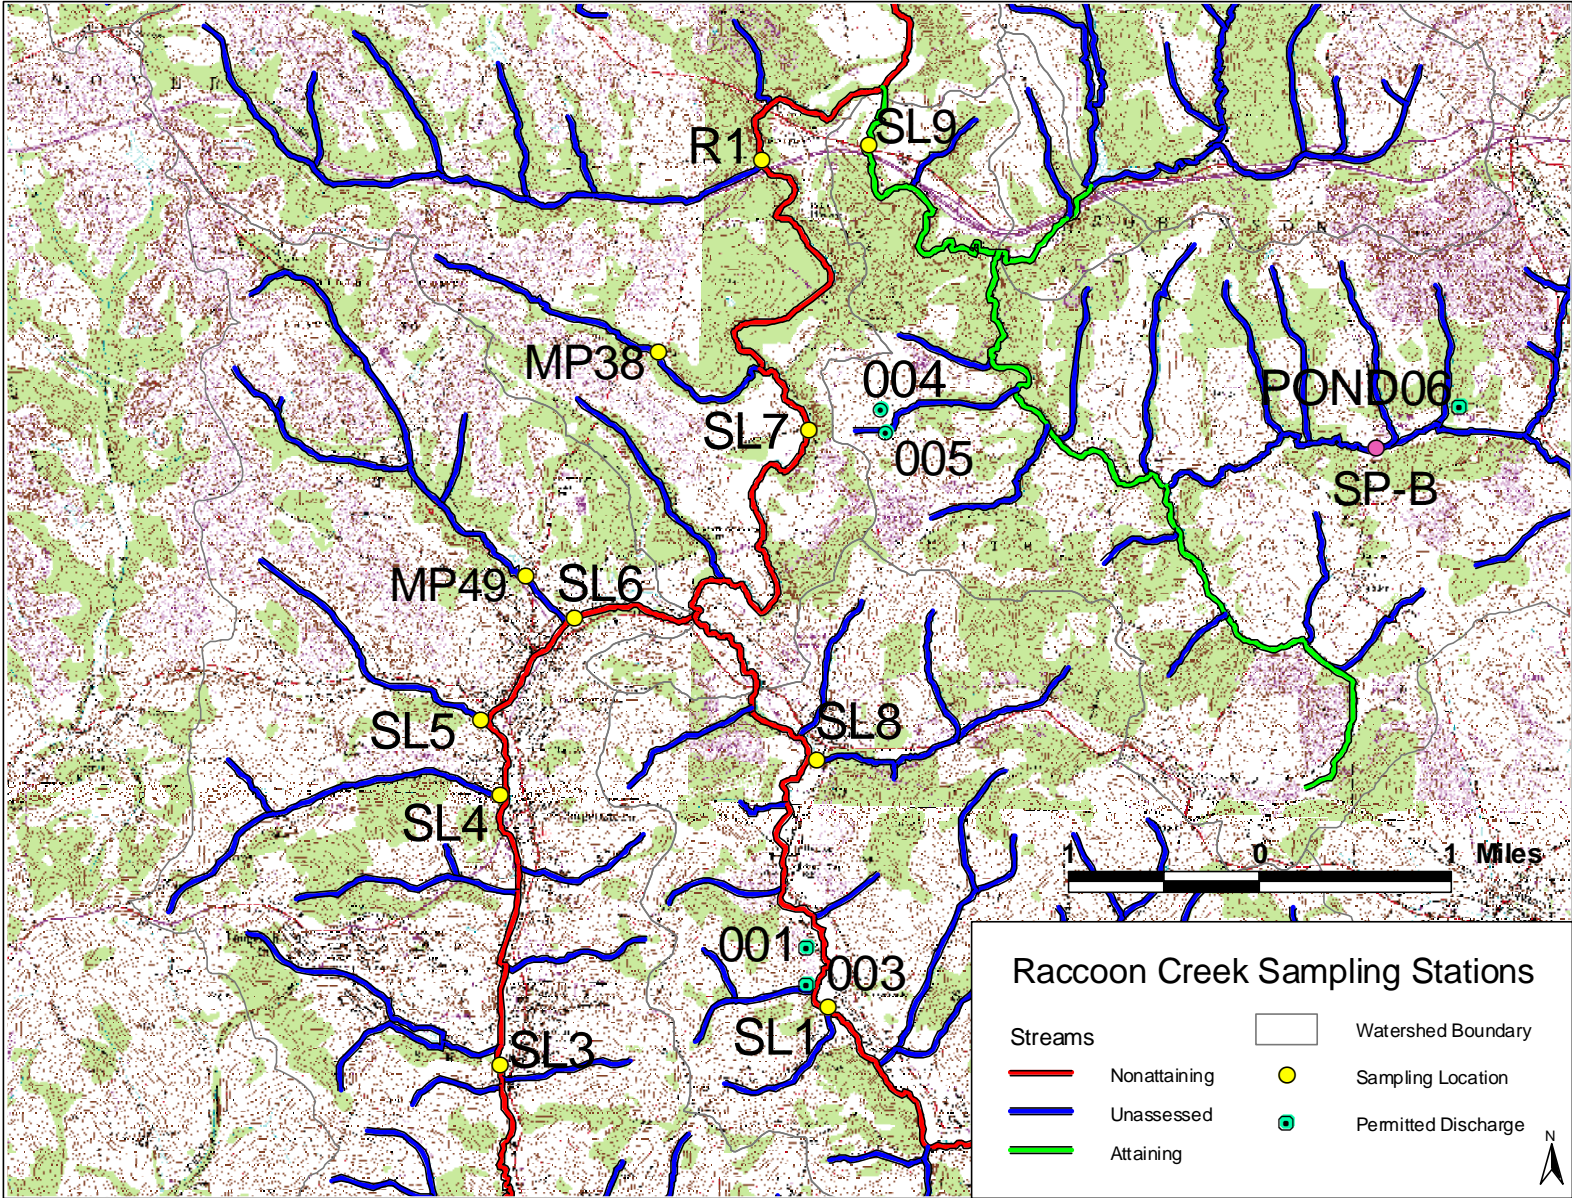 SL9
R1
MP38
004
POND06
SL7
005
SP-B
MP49
SL6
SL5
SL8
SL4
1 0 1 Miles
001
003
SL1
SL3
Raccoon Creek Sampling Stations
Streams
Watershed Boundary
Nonattaining
Sampling Location
Unassessed
Permitted Discharge
Attaining
N